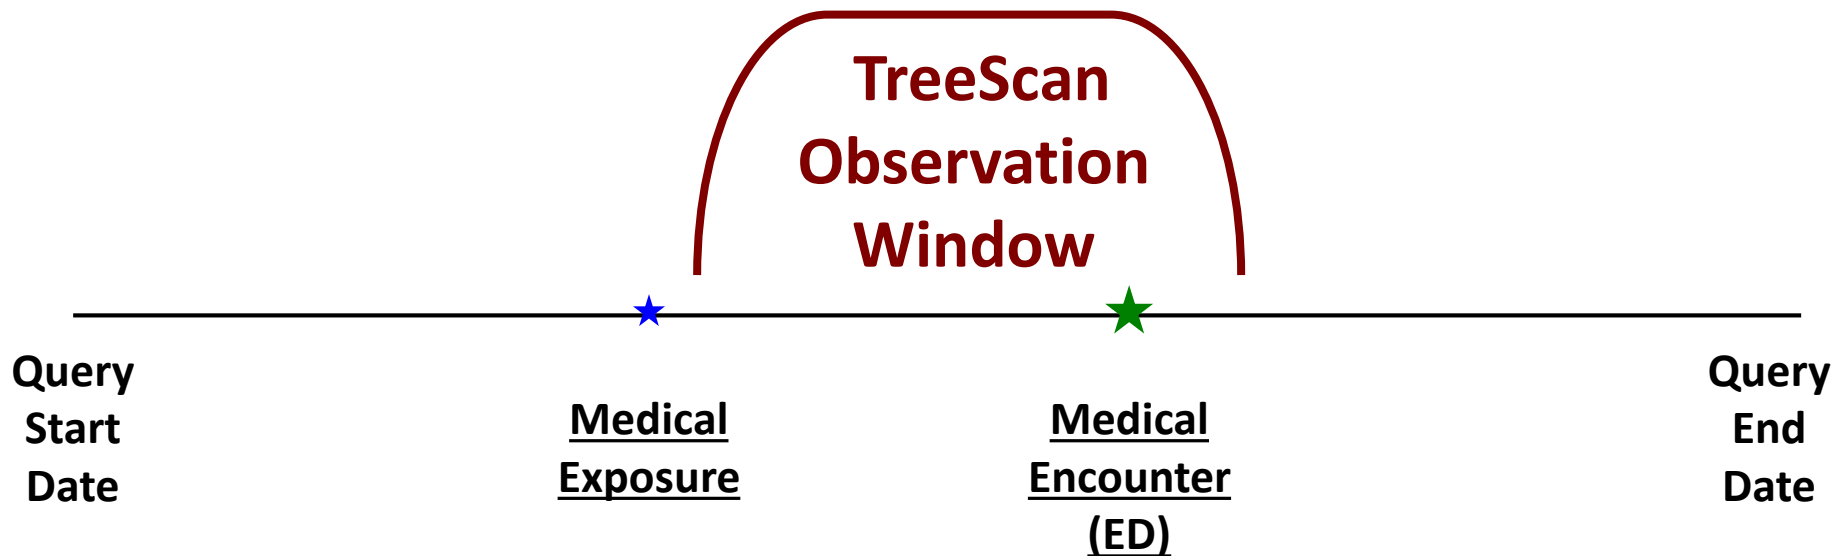 TreeScan
Observation
Window
Query
Start
Date
Medical
Exposure
Medical
Encounter
(ED)
Query
End
Date